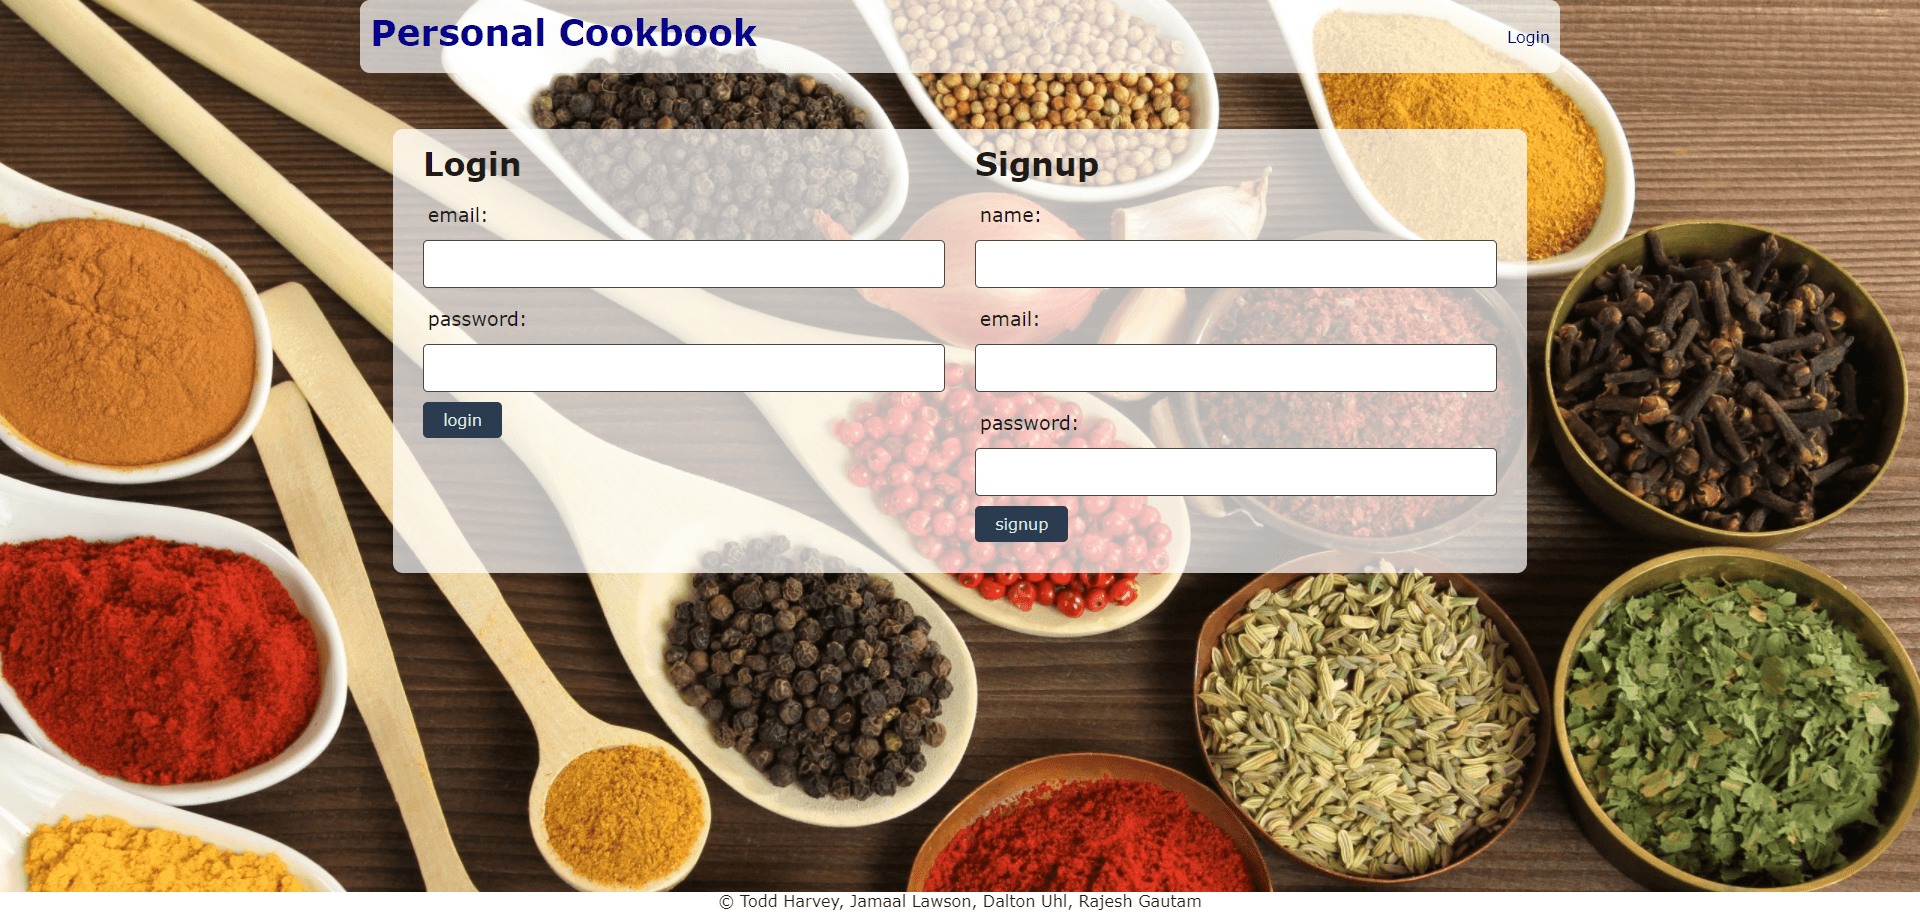 Personal Cookbook
Login
Login
email:
password:
login
Signup
name:
email:
password:
signup
© Todd Harvey, Jamaal Lawson, Dalton Uhl, Rajesh Gautam